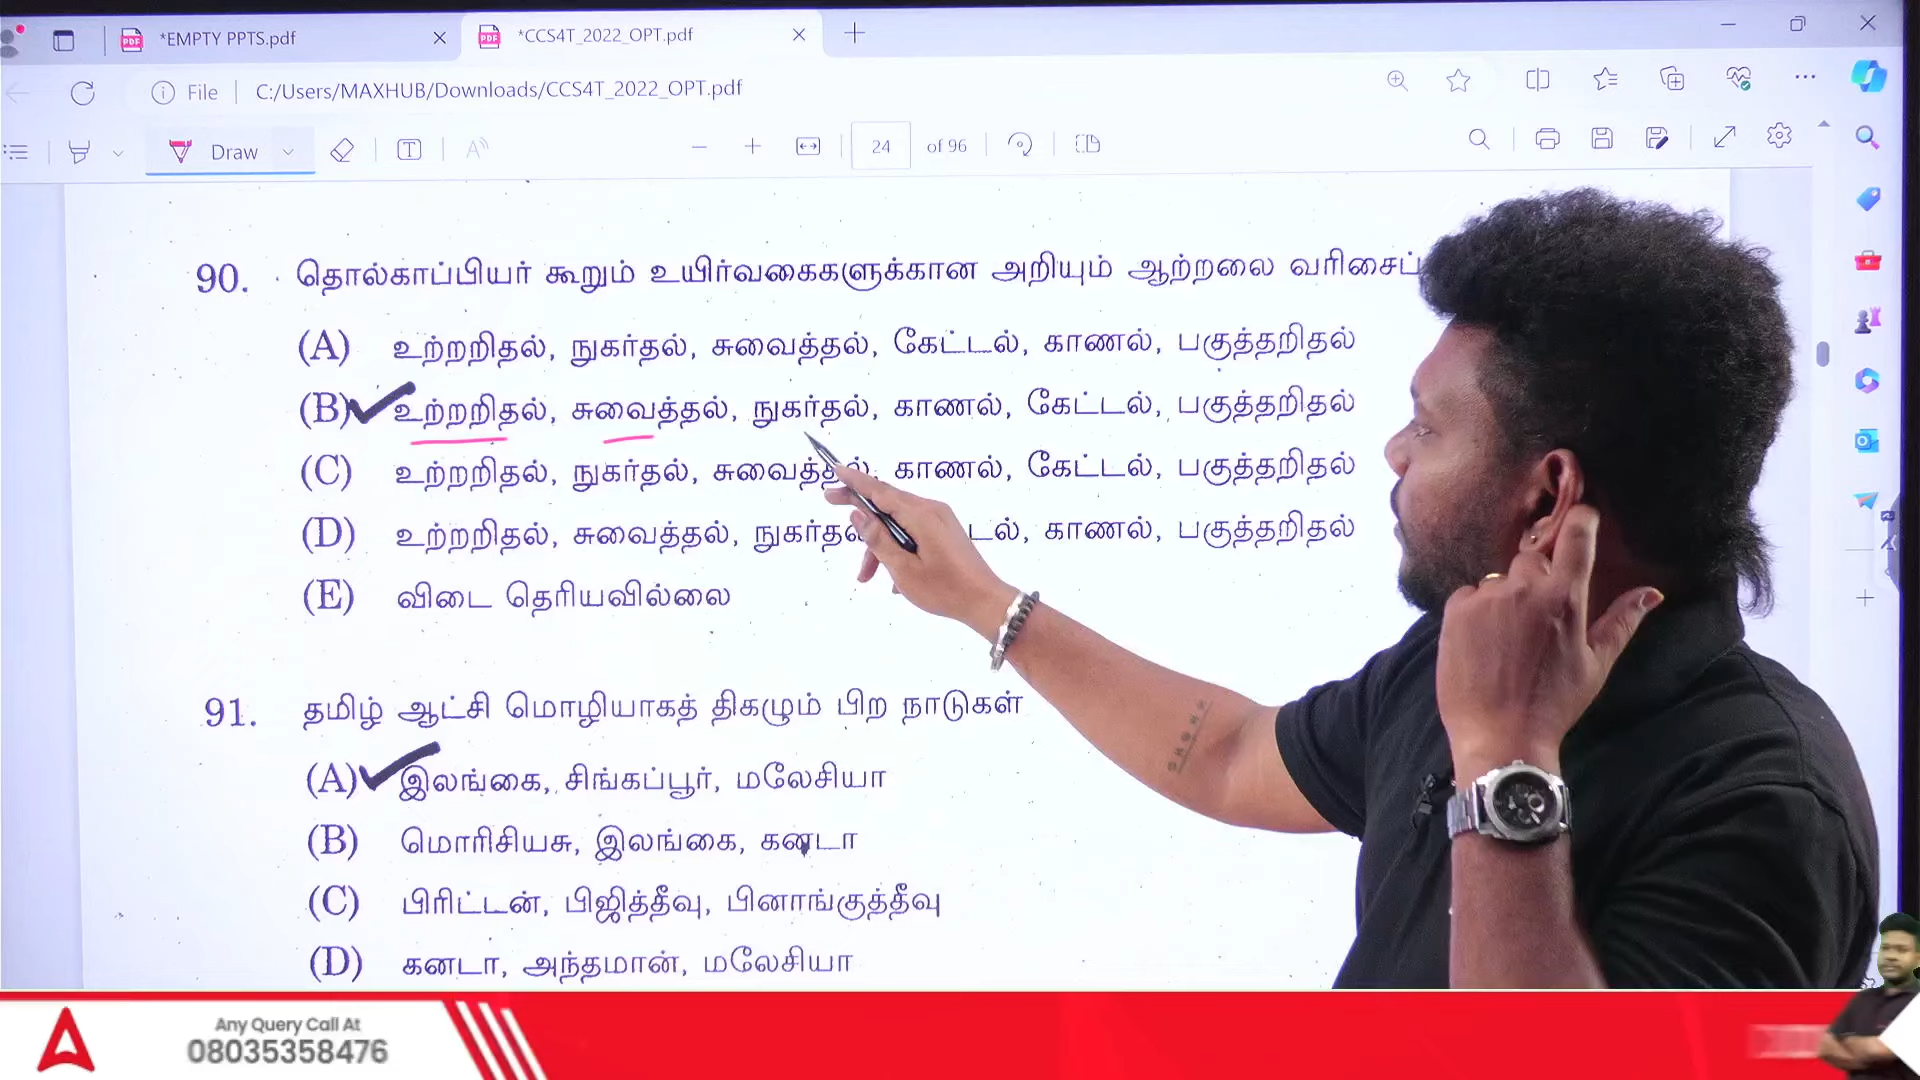 *EMPTY PPTS.pdf
*CCS4T_2022_OPT.pdf
File C:/Users/MAXHUB/Downloads/CCS4T_2022_OPT.pdf
Draw 24 of 96
90. தொல்காப்பியர் கூறும் உயிர்வகைகளுக்கான அறியும் ஆற்றலை
(A) உற்றறிதல், நுகர்தல், சுவைத்தல், கேட்டல், காணல், பகுத்தறிதல்
(B) உற்றறிதல், சுவைத்தல், நுகர்தல், காணல், கேட்டல், பகுத்தறிதல்
(C) உற்றறிதல், நுகர்தல், சுவைத்தல், காணல், கேட்டல், பகுத்தறிதல்
(D) உற்றறிதல், சுவைத்தல், காணல், பகுத்தறிதல்
(E) விடை தெரியவில்லை
91. தமிழ் ஆட்சி மொழியாகத் திகழும் பிற நாடுகள்
(A) இலங்கை, சிங்கப்பூர், மலேசியா
(B) மொரிசியசு, இலங்கை, கனடா
(C) பிரிட்டன், பிஜித்தீவு, பினாங்குத்தீவு
(D) கனடா, அந்தமான், மலேசியா
Any Query Call At
08035358476